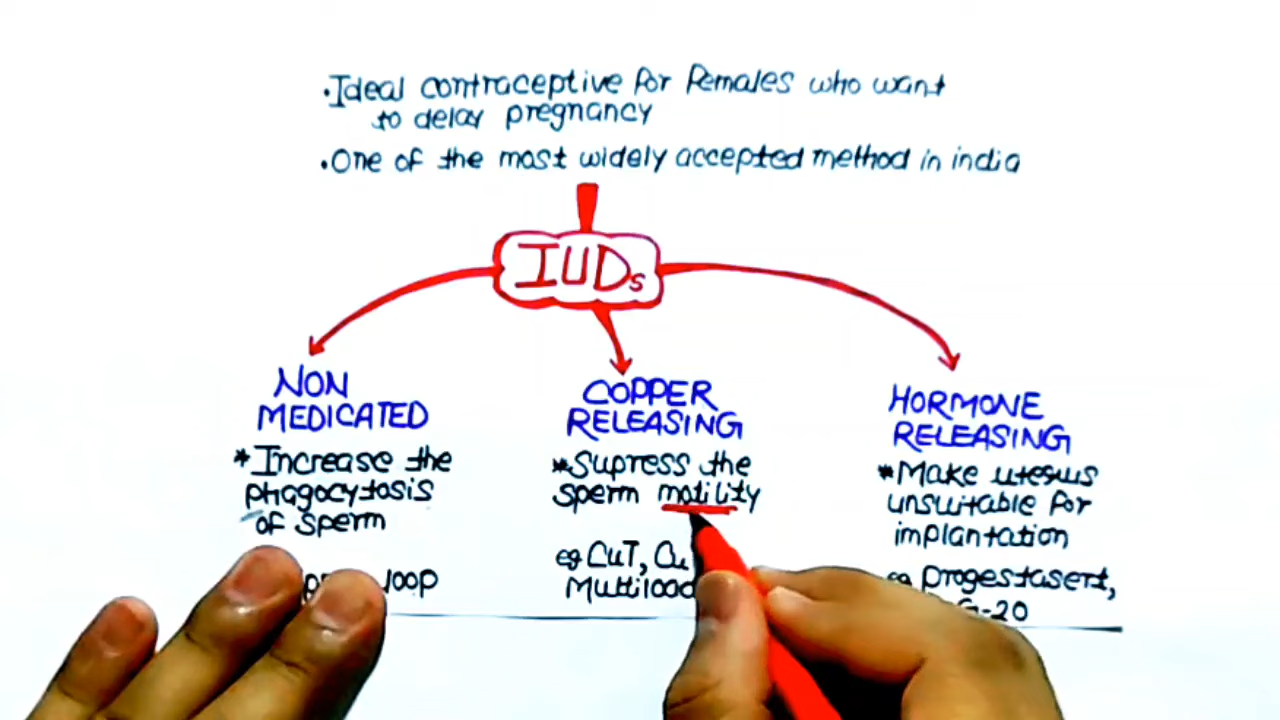 .Ideal contraceptive for females who want
to delay pregnancy
.One of the most widely accepted method in india
IUDs
NON
MEDICATED
*Increase the
phagocytosis
of sperm
loop
COPPER
RELEASING
*Supress the
sperm motility
eg CuT, Cu
Multiload
HORMONE
RELEASING
*Make uterus
unsuitable for
implantation
eg Progestasert,
-20